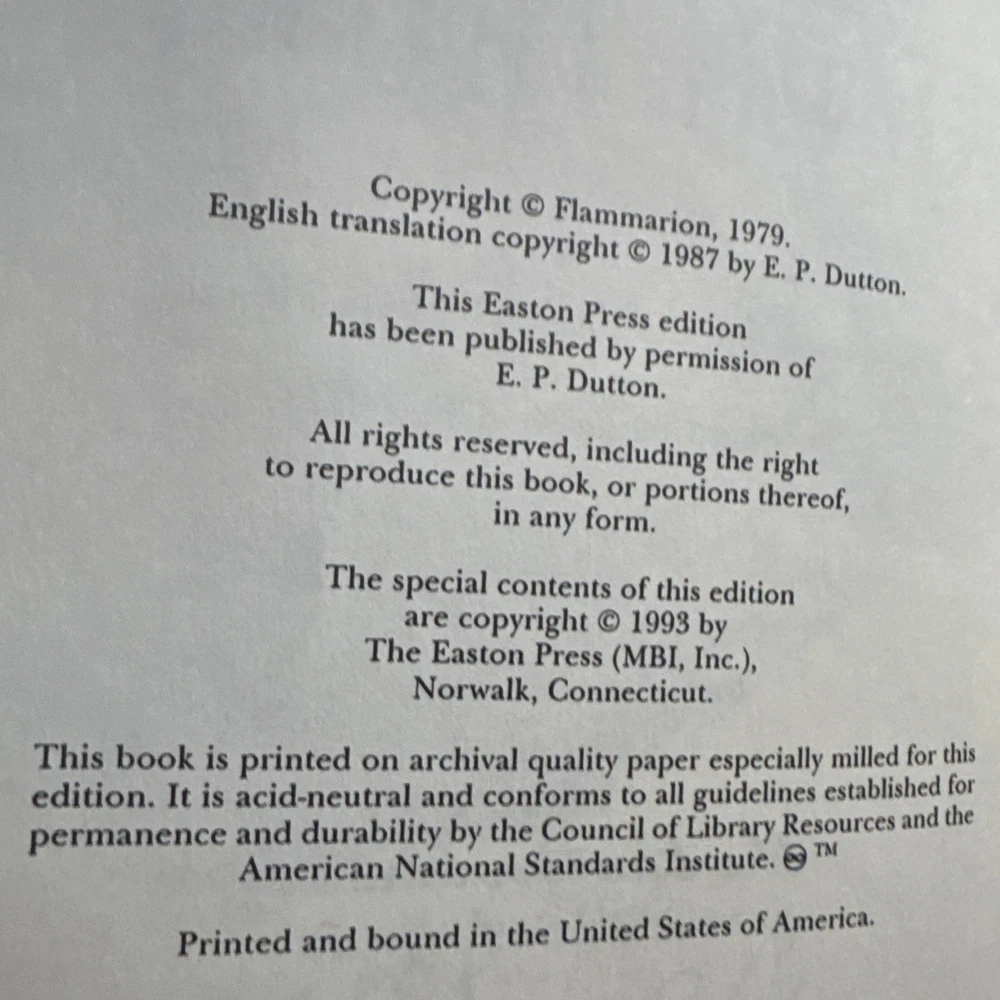 Copyright © Flammarion, 1979.
English translation copyright © 1987 by E. P. Dutton.
This Easton Press edition
has been published by permission of
E. P. Dutton.
All rights reserved, including the right
to reproduce this book, or portions thereof,
in any form.
The special contents of this edition
are copyright © 1993 by
The Easton Press (MBI, Inc.),
Norwalk, Connecticut.
This book is printed on archival quality paper especially milled for this
edition. It is acid-neutral and conforms to all guidelines established for
permanence and durability by the Council of Library Resources and the
American National Standards Institute. ♾ ™
Printed and bound in the United States of America.